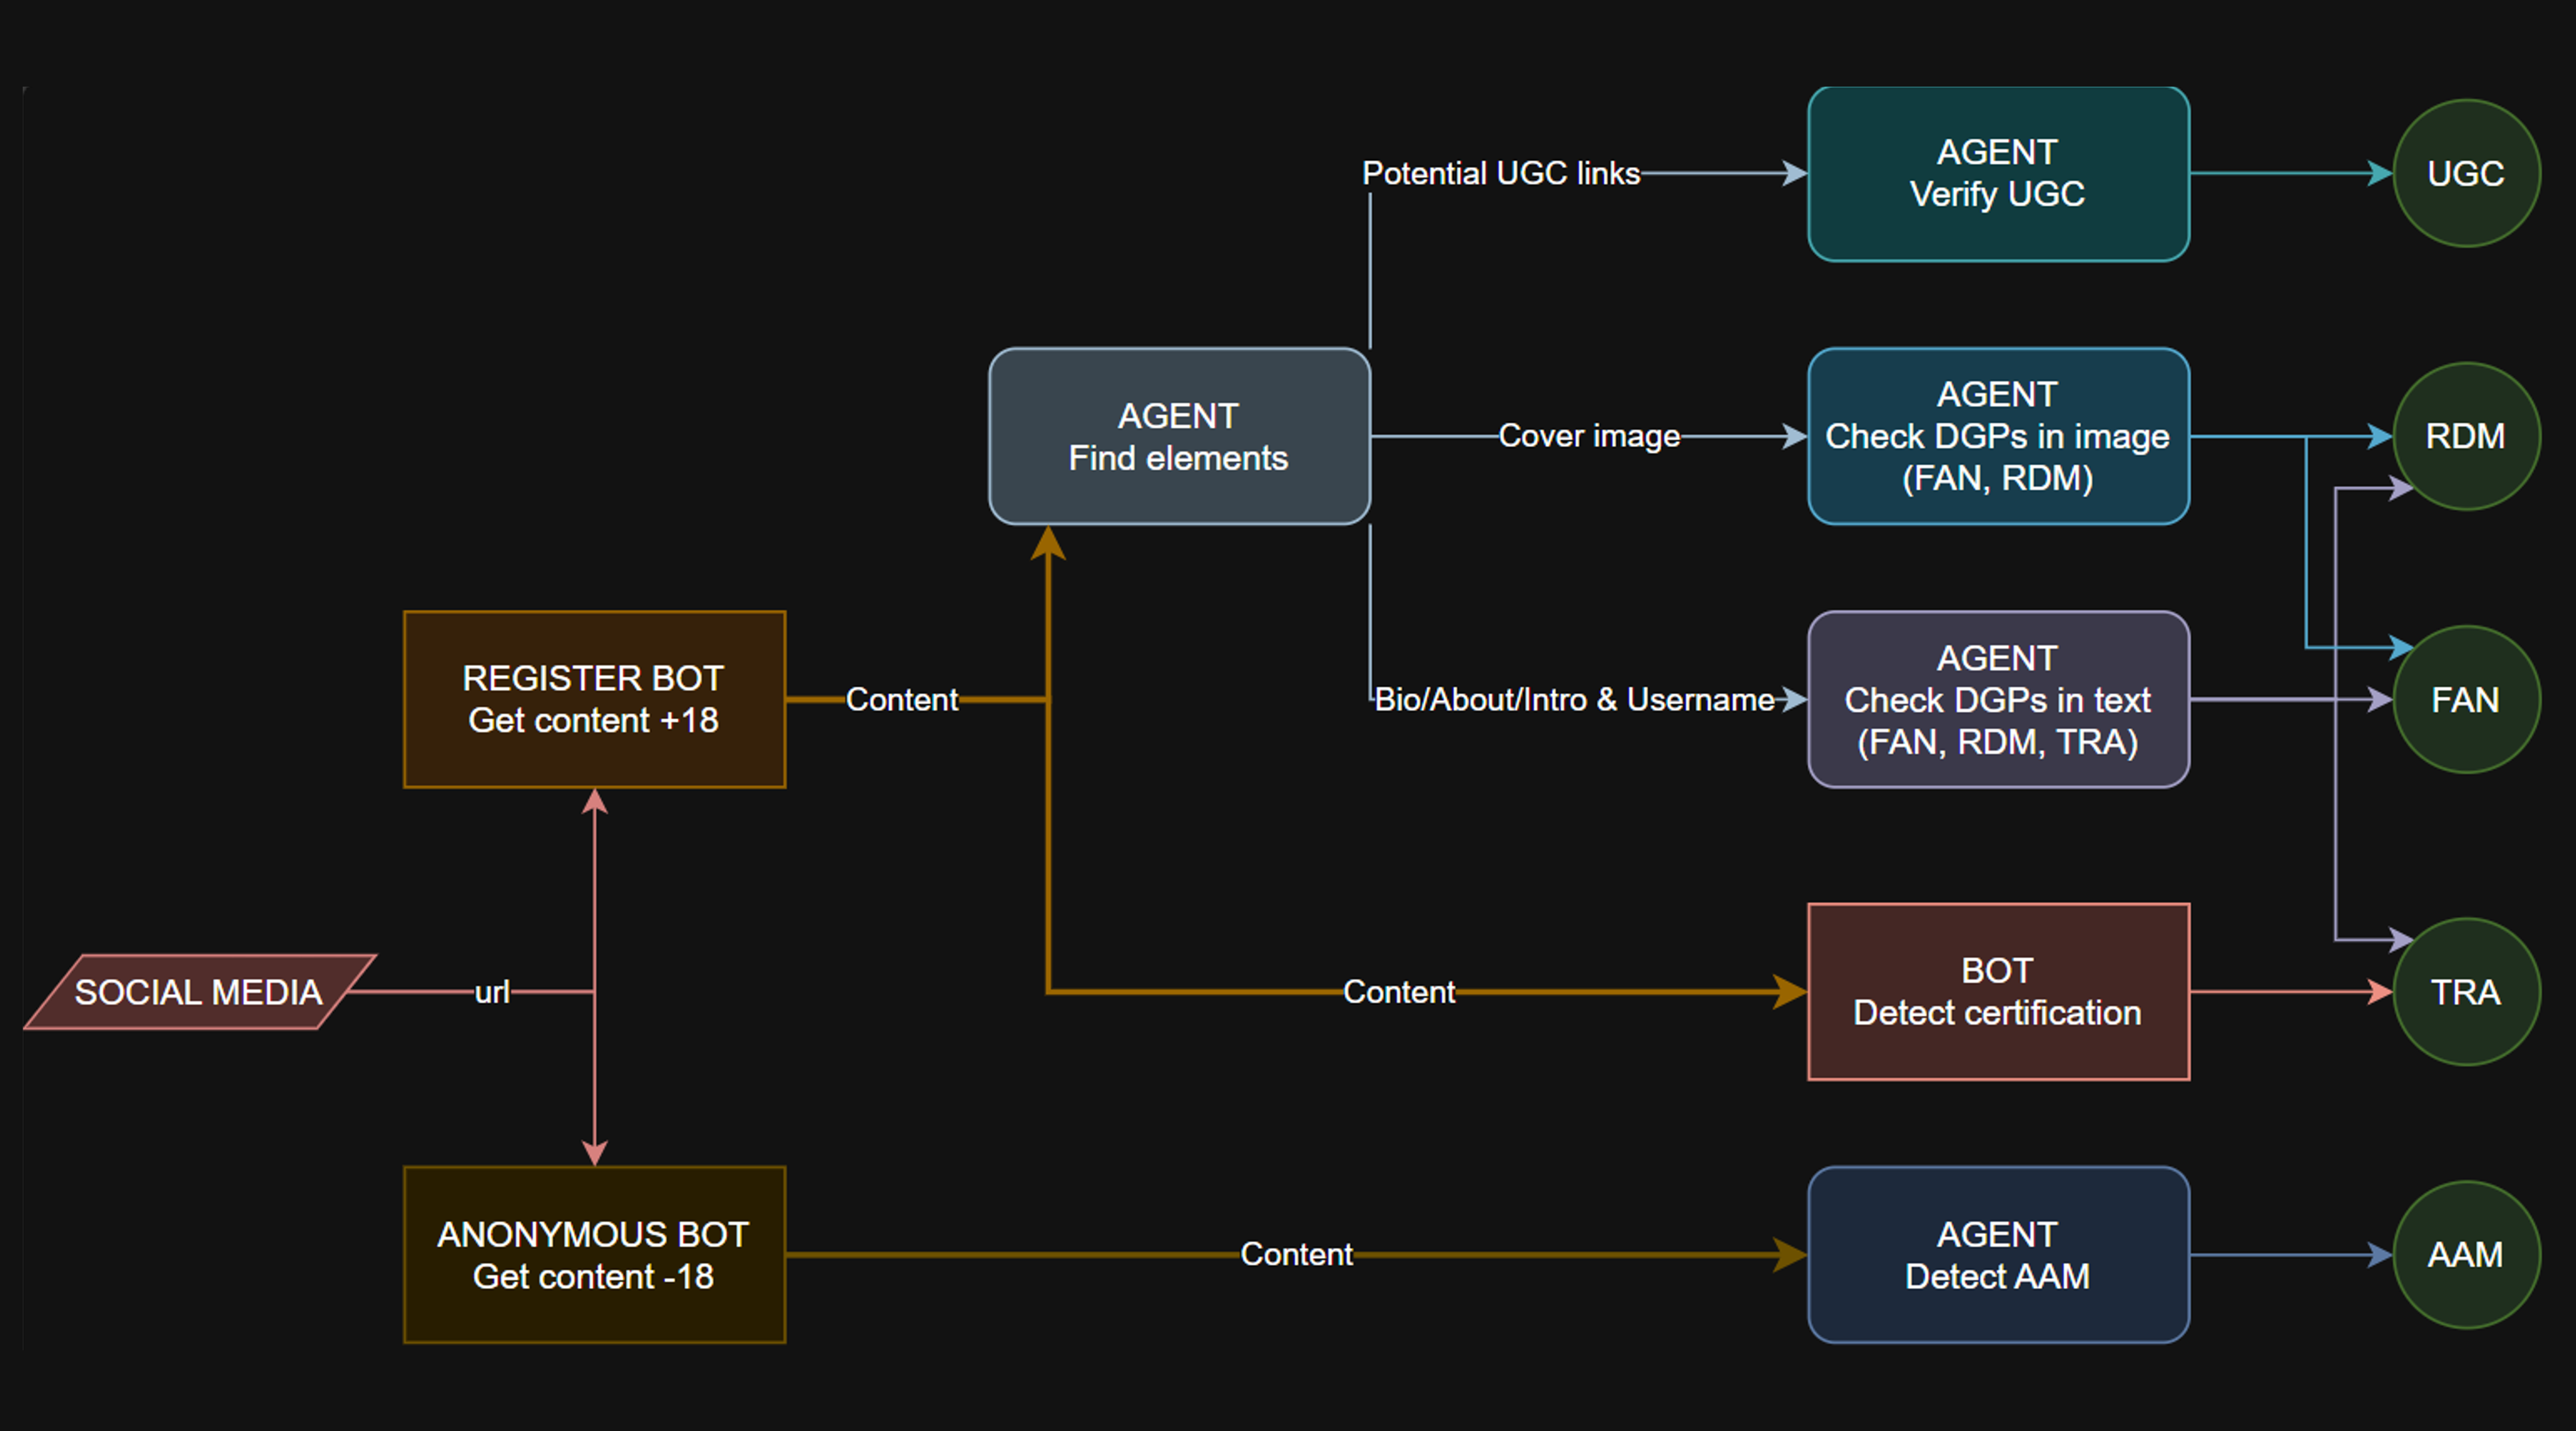 Potential UGC links
AGENT
Verify UGC
UGC
AGENT
Find elements
Cover image
AGENT
Check DGPs in image
(FAN, RDM)
RDM
REGISTER BOT
Get content +18
Content
Bio/About/Intro & Username
AGENT
Check DGPs in text
(FAN, RDM, TRA)
FAN
SOCIAL MEDIA
url
Content
BOT
Detect certification
TRA
ANONYMOUS BOT
Get content -18
Content
AGENT
Detect AAM
AAM